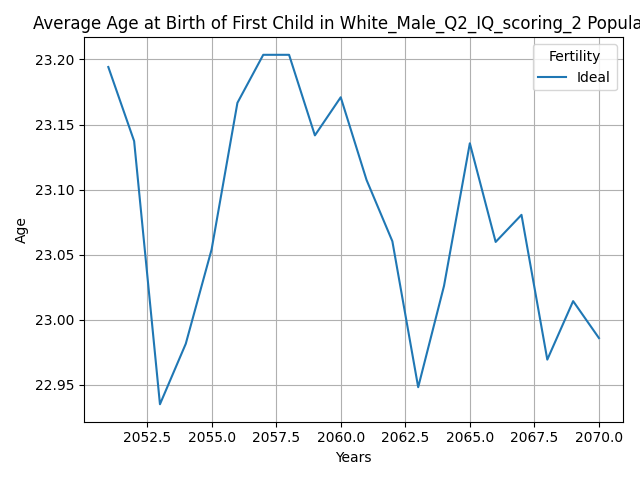 Average Age at Birth of First Child in White_Male_Q2_IQ_scoring_2 Popula
Fertility
Ideal
23.20
23.15
23.10
23.05
23.00
22.95
Age
2052.5 2055.0 2057.5 2060.0 2062.5 2065.0 2067.5 2070.0
Years